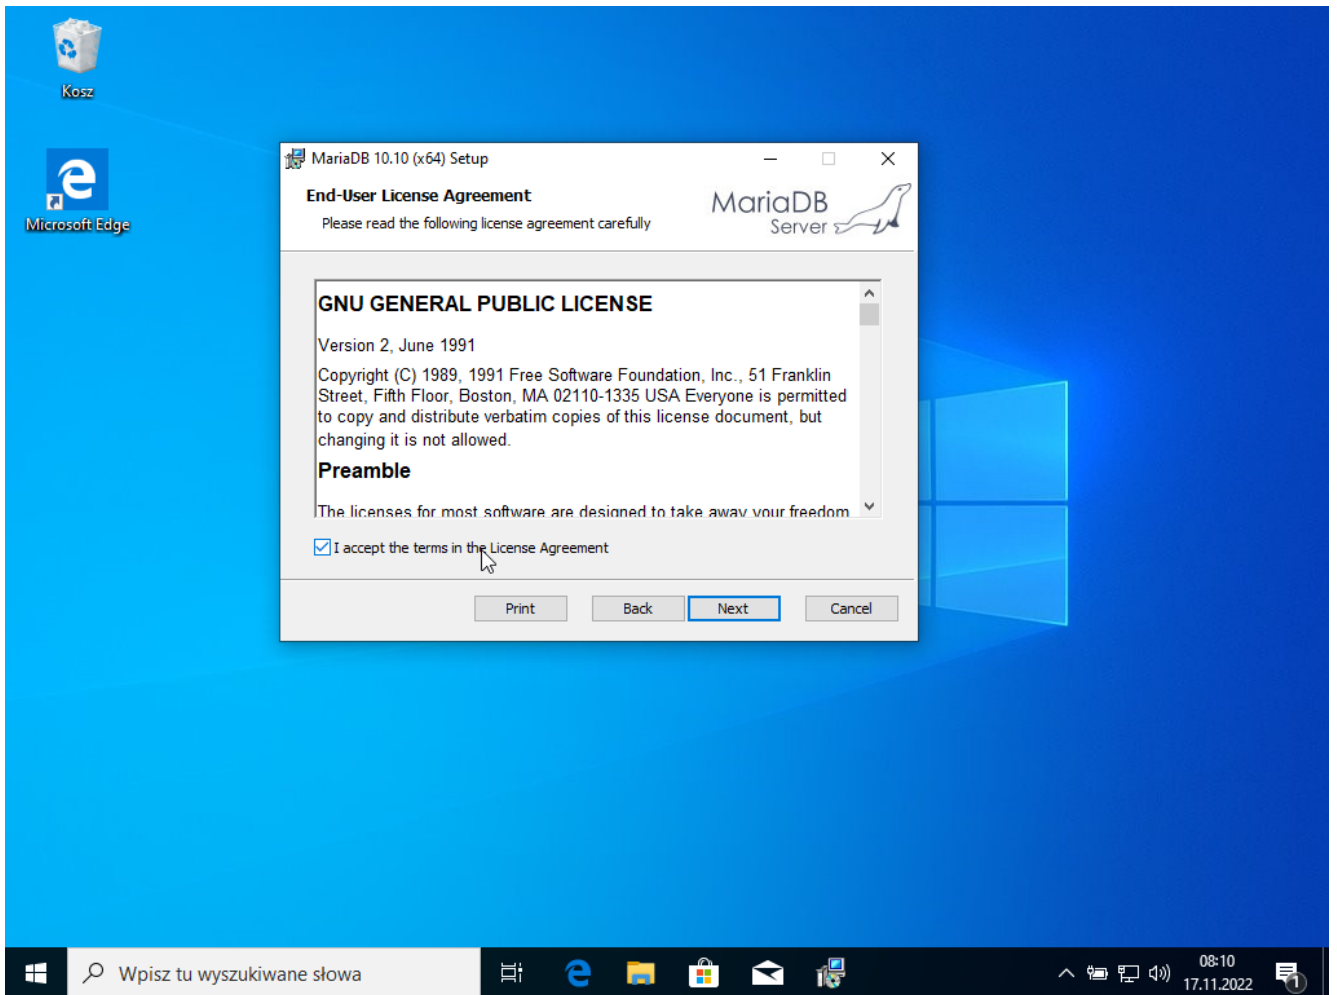 Kosz
Microsoft Edge
MariaDB 10.10 (x64) Setup
End-User License Agreement
Please read the following license agreement carefully
MariaDB
Server
GNU GENERAL PUBLIC LICENSE
Version 2, June 1991
Copyright (C) 1989, 1991 Free Software Foundation, Inc., 51 Franklin
Street, Fifth Floor, Boston, MA 02110-1335 USA Everyone is permitted
to copy and distribute verbatim copies of this license document, but
changing it is not allowed.
Preamble
The licenses for most software are designed to take away your freedom
I accept the terms in the License Agreement
Print
Back
Next
Cancel
Wpisz tu wyszukiwane słowa
08:10
17.11.2022
1